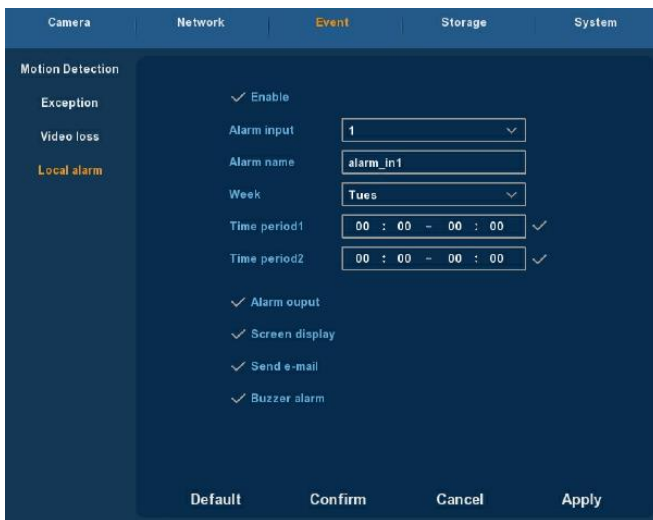 Camera Network Event Storage System
Motion Detection
Exception
Video loss
Local alarm
Enable
Alarm input 1
Alarm name alarm_in1
Week Tues
Time period1 00 : 00 - 00 : 00
Time period2 00 : 00 - 00 : 00
Alarm ouput
Screen display
Send e-mail
Buzzer alarm
Default Confirm Cancel Apply